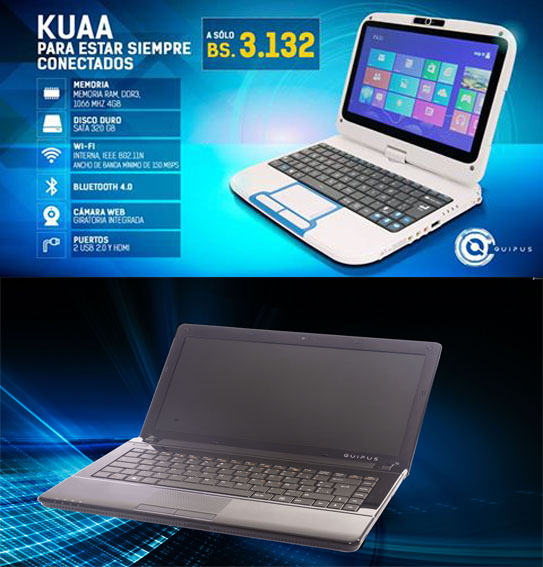 KUAA
PARA ESTAR SIEMPRE
CONECTADOS
A SÓLO
BS. 3.132
MEMORIA
MEMORIA RAM, DDR3,
1066 MHZ 4GB
DISCO DURO
SATA 320 GB
WI-FI
INTERNA, IEEE 802.11N
ANCHO DE BANDA MÍNIMO DE 150 MBPS
BLUETOOTH 4.0
CÁMARA WEB
GIRATORIA INTEGRADA
PUERTOS
2 USB 2.0 Y HDMI
QUIPUS
QUIPUS